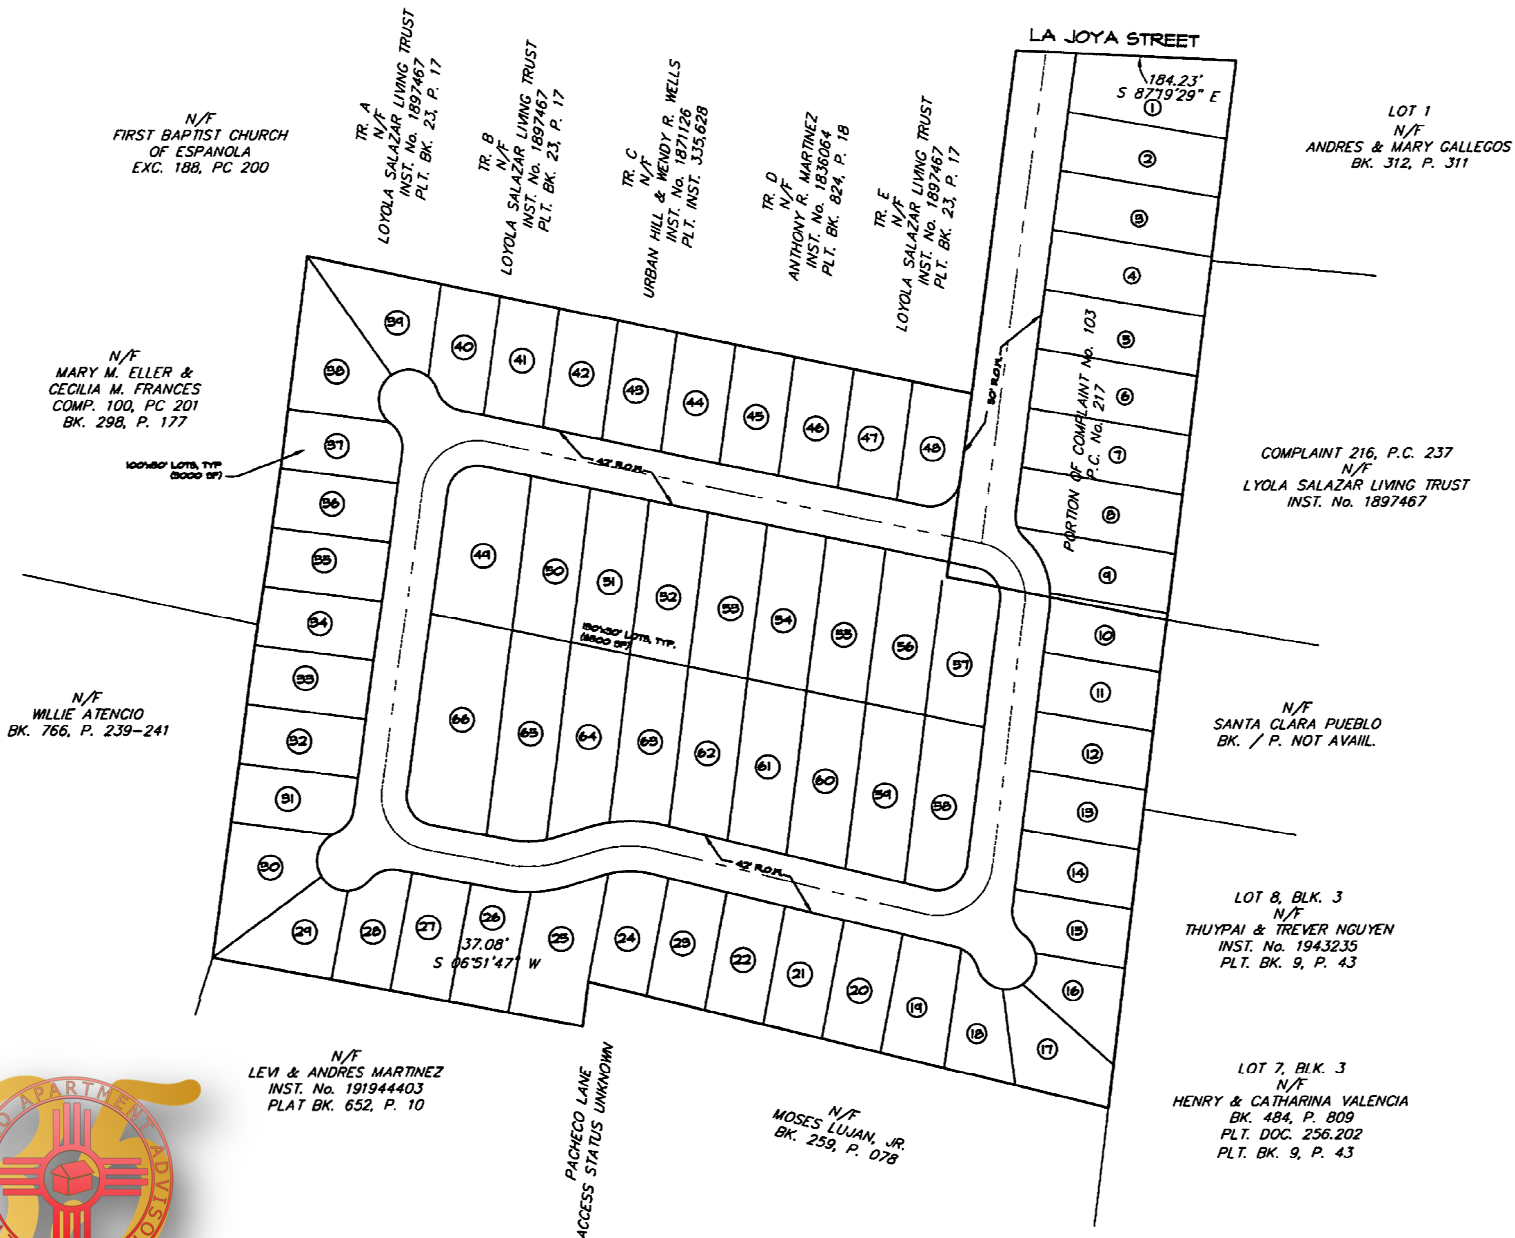 LA JOYA STREET
184.23'
S 87°19'29" E
N/F
FIRST BAPTIST CHURCH
OF ESPANOLA
EXC. 188, PC 200
TR. A
N/F
LOYOLA SALAZAR LIVING TRUST
INST. No. 1897467
PLT. BK. 23, P. 17
TR. B
N/F
LOYOLA SALAZAR LIVING TRUST
INST. No. 1897467
PLT. BK. 23, P. 17
TR. C
N/F
URBAN HILL & WENDY R. WELLS
INST. No. 1871126
PLT. INST. 335,628
TR. D
N/F
ANTHONY R. MARTINEZ
INST. No. 1836064
PLT. BK. 824, P. 18
TR. E
N/F
LOYOLA SALAZAR LIVING TRUST
INST. No. 1897467
PLT. BK. 23, P. 17
LOT 1
N/F
ANDRES & MARY GALLEGOS
BK. 312, P. 311
1
2
3
4
5
6
7
8
9
10
11
12
13
14
15
16
17
18
19
20
21
22
23
24
25
26
27
28
29
30
31
32
33
34
35
36
37
38
39
40
41
42
43
44
45
46
47
48
49
50
51
52
53
54
55
56
57
58
59
60
61
62
63
64
65
66
N/F
MARY M. ELLER &
CECILIA M. FRANCES
COMP. 100, PC 201
BK. 298, P. 177
100'x50' LOTS, TYP
(5000 SF)
42' R.O.W.
50' R.O.W.
PORTION OF COMPLAINT No. 103
P.C. No. 217
COMPLAINT 216, P.C. 237
N/F
LYOLA SALAZAR LIVING TRUST
INST. No. 1897467
LOTS, TYP.
N/F
WILLIE ATENCIO
BK. 766, P. 239-241
N/F
SANTA CLARA PUEBLO
BK. / P. NOT AVAIIL.
42' R.O.W.
37.08'
S 06°51'47" W
LOT 8, BLK. 3
N/F
THUYPAI & TREVER NGUYEN
INST. No. 1943235
PLT. BK. 9, P. 43
N/F
LEVI & ANDRES MARTINEZ
INST. No. 191944403
PLAT BK. 652, P. 10
PACHECO LANE
ACCESS STATUS UNKNOWN
N/F
MOSES LUJAN, JR.
BK. 259, P. 078
LOT 7, BLK. 3
N/F
HENRY & CATHARINA VALENCIA
BK. 484, P. 809
PLT. DOC. 256.202
PLT. BK. 9, P. 43
O APARTMENT ADVISO